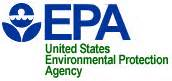 EPA
United States
Environmental Protection
Agency